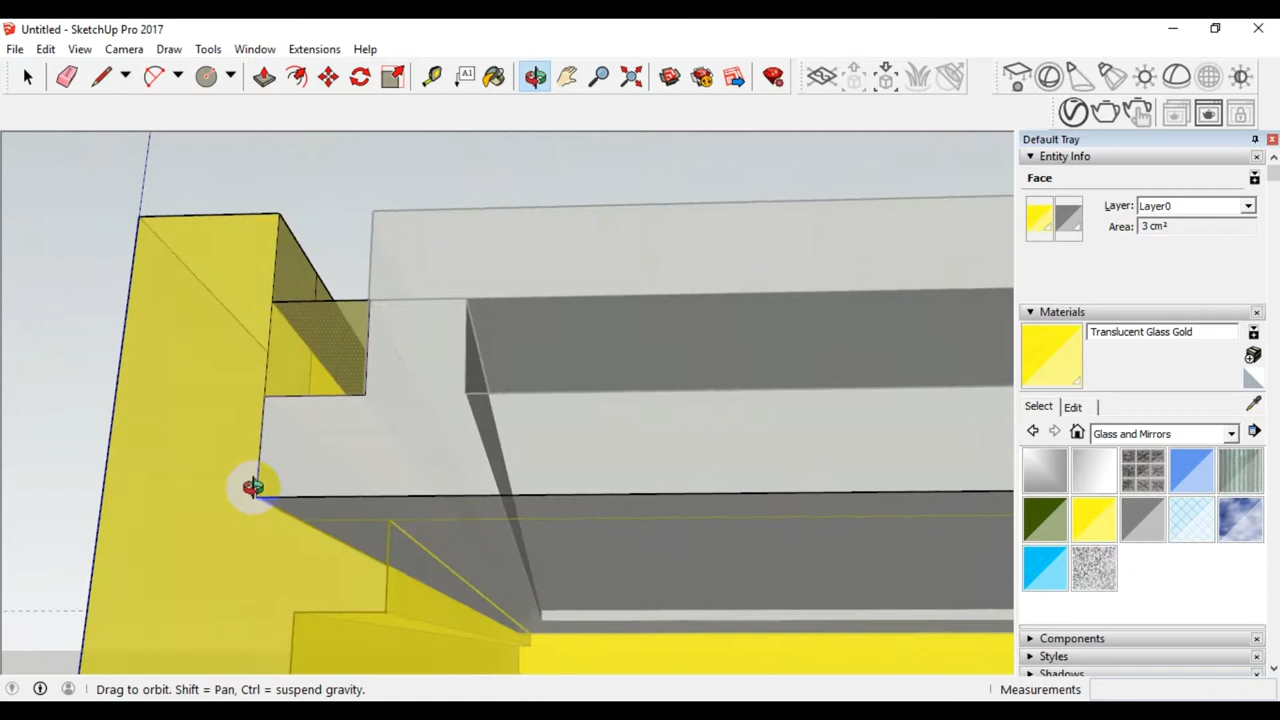 Untitled - SketchUp Pro 2017
File Edit View Camera Draw Tools Window Extensions Help
A1
Default Tray
Entity Info
Face
Layer: Layer0
Area: 3 cm²
Materials
Translucent Glass Gold
Select Edit
Glass and Mirrors
Components
Styles
Shadows
Drag to orbit. Shift = Pan, Ctrl = suspend gravity.
Measurements